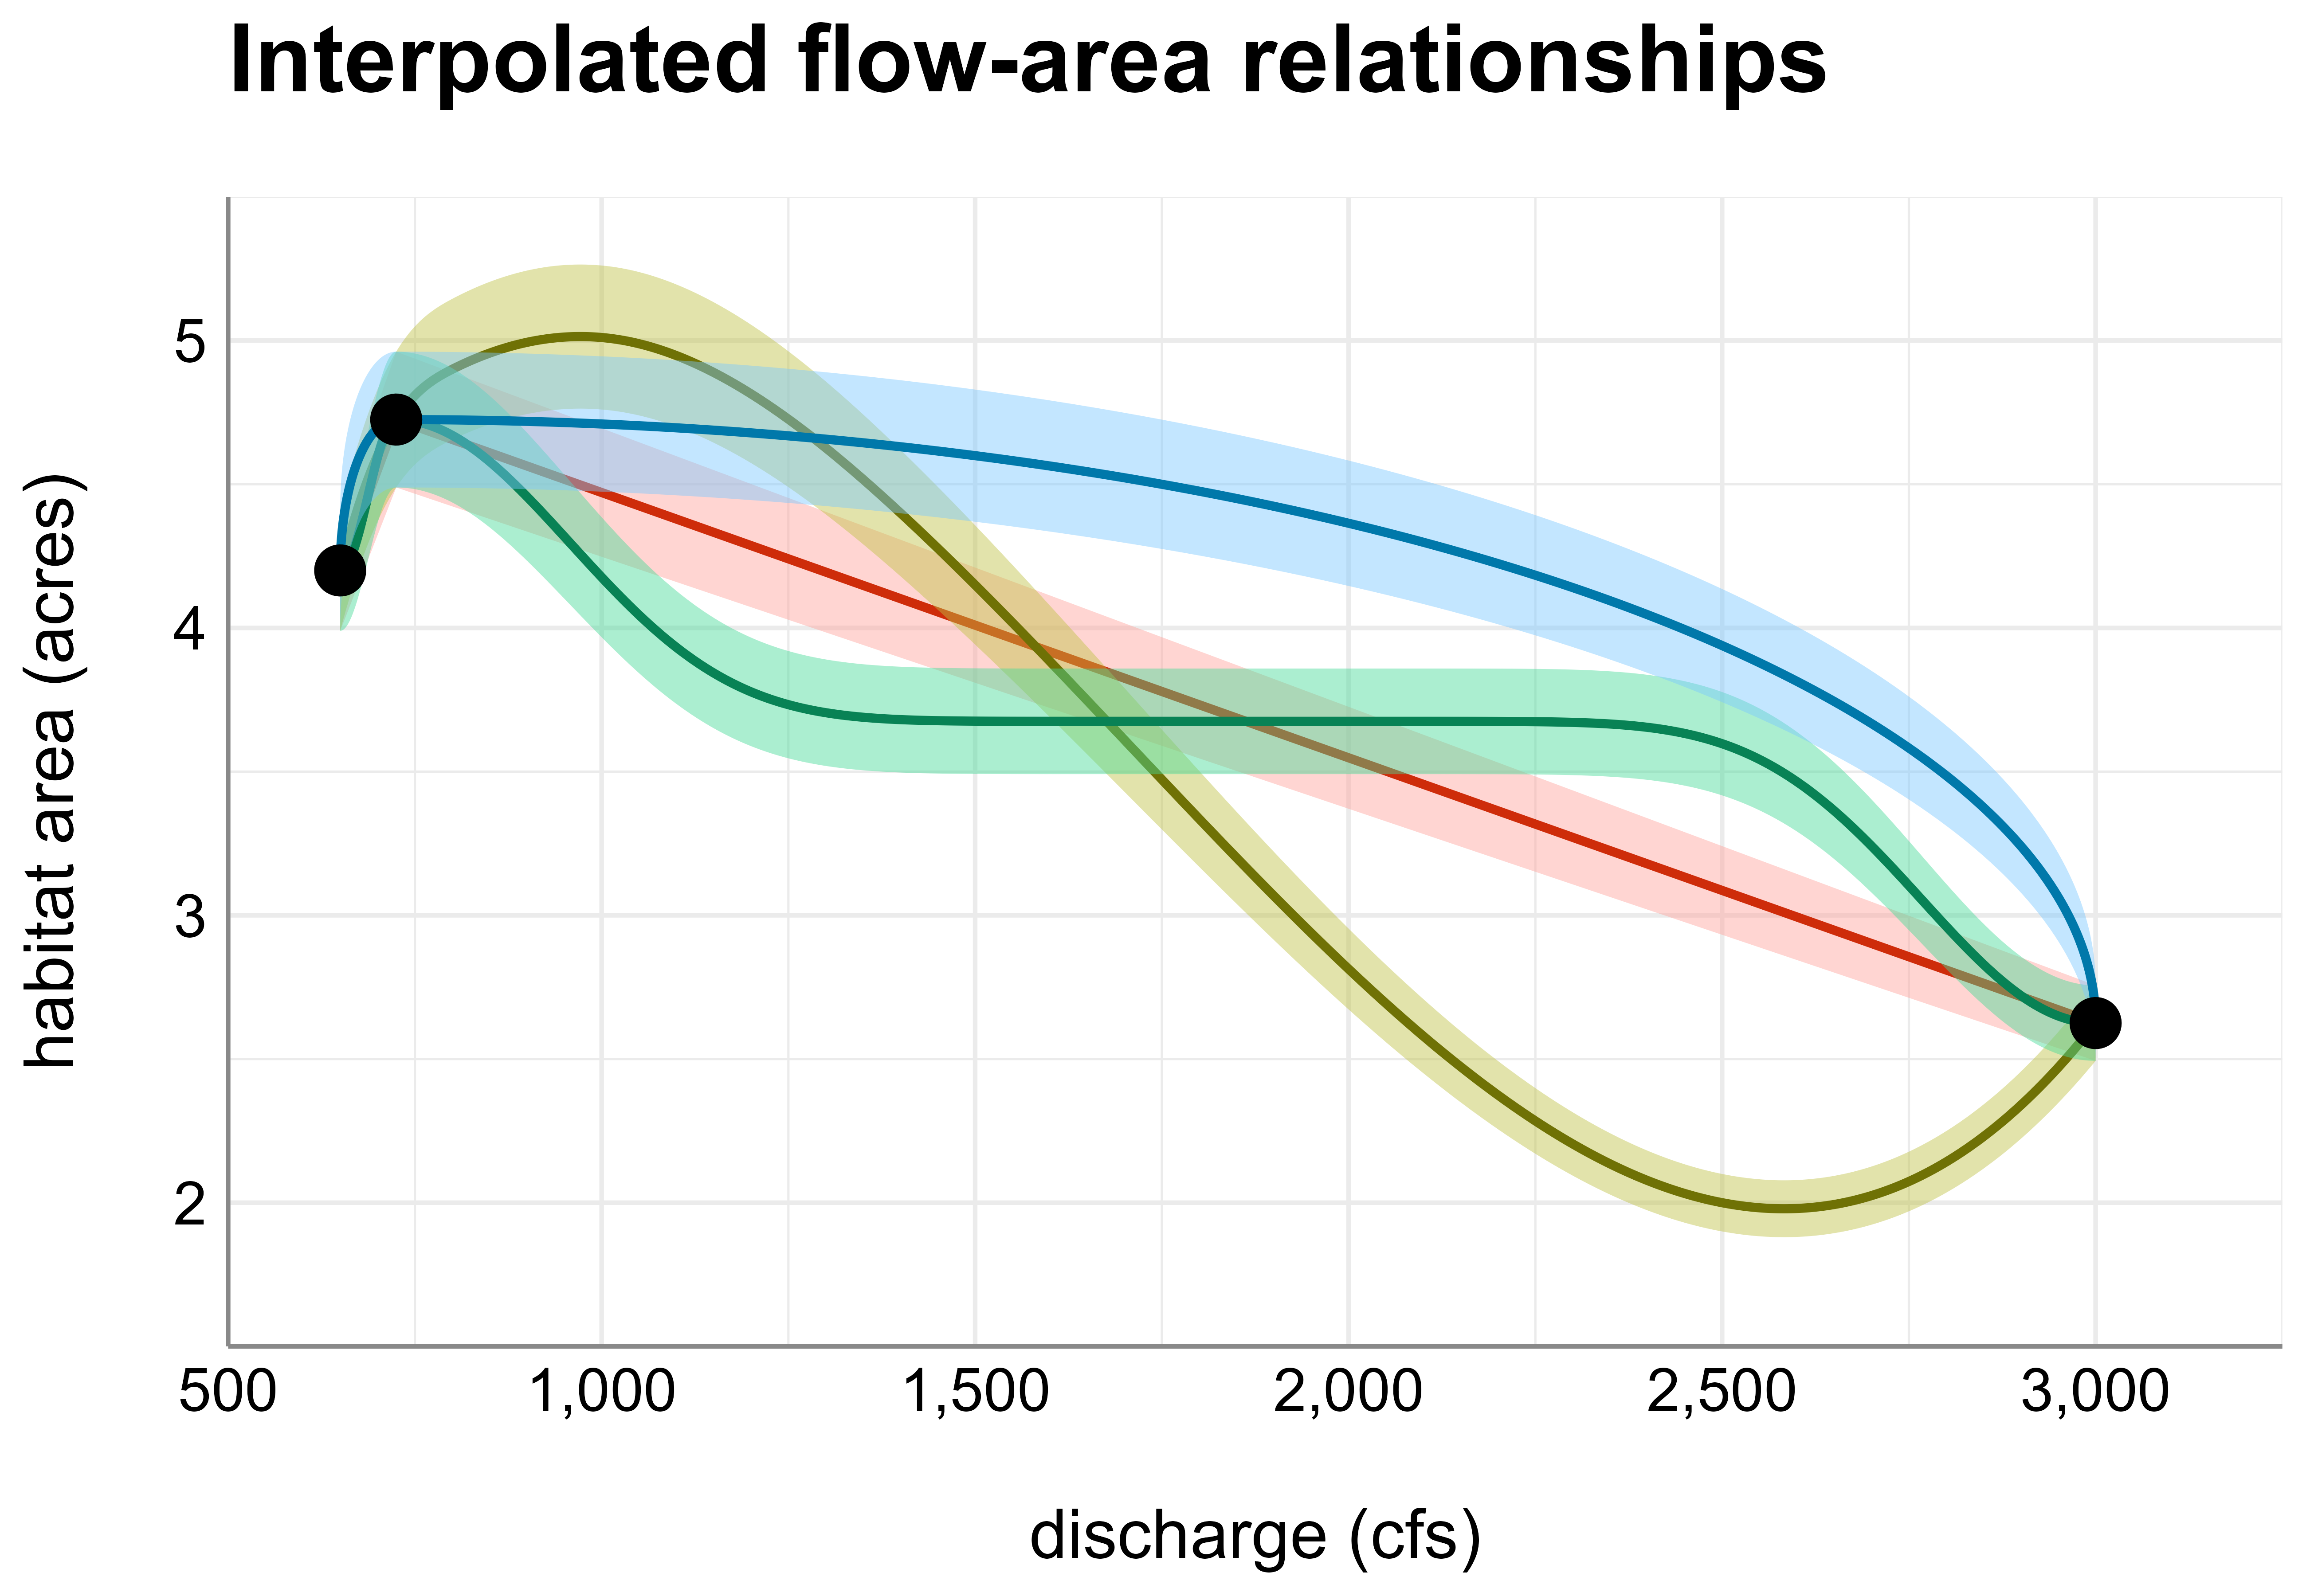 Interpolated flow-area relationships
habitat area (acres)
5
4
3
2
500 1,000 1,500 2,000 2,500 3,000
discharge (cfs)